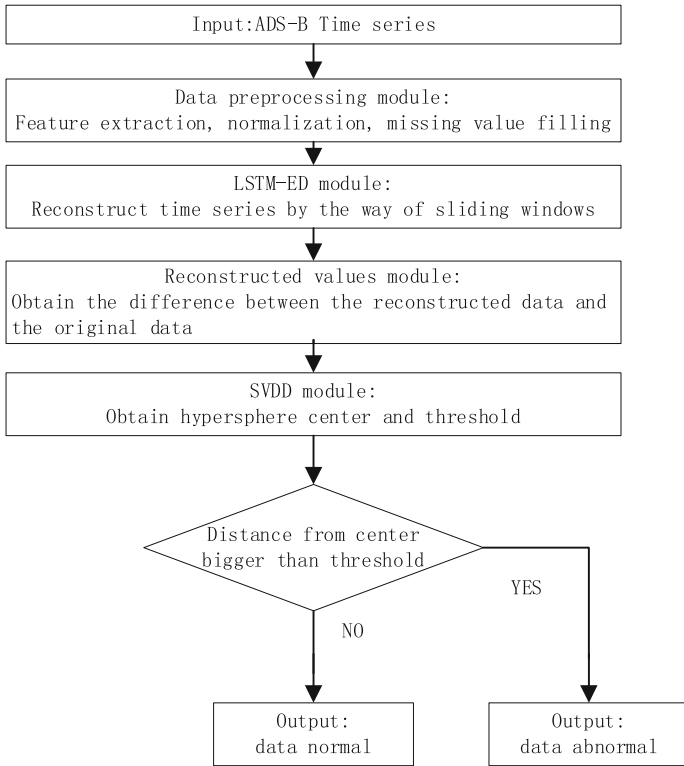 Input:ADS-B Time series
Data preprocessing module:
Feature extraction, normalization, missing value filling
LSTM-ED module:
Reconstruct time series by the way of sliding windows
Reconstructed values module:
Obtain the difference between the reconstructed data and
the original data
SVDD module:
Obtain hypersphere center and threshold
Distance from center
bigger than threshold
YES
NO
Output:
data normal
Output:
data abnormal